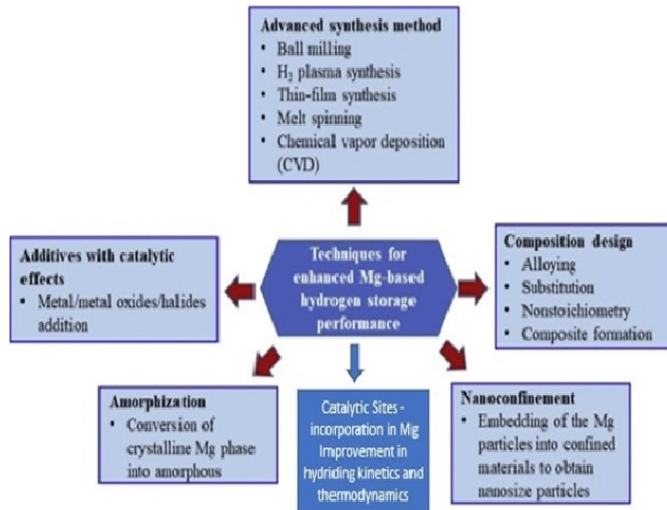 Advanced synthesis method
• Ball milling
• H₂ plasma synthesis
• Thin-film synthesis
• Melt spinning
• Chemical vapor deposition
(CVD)
Additives with catalytic
effects
• Metal/metal oxides/halides
addition
Techniques for
enhanced Mg-based
hydrogen storage
performance
Composition design
• Alloying
• Substitution
• Nonstoichiometry
• Composite formation
Amorphization
• Conversion of
crystalline Mg phase
into amorphous
Catalytic Sites -
incorporation in Mg
Improvement in
hydriding kinetics and
thermodynamics
Nanoconfinement
• Embedding of the Mg
particles into confined
materials to obtain
nanosize particles